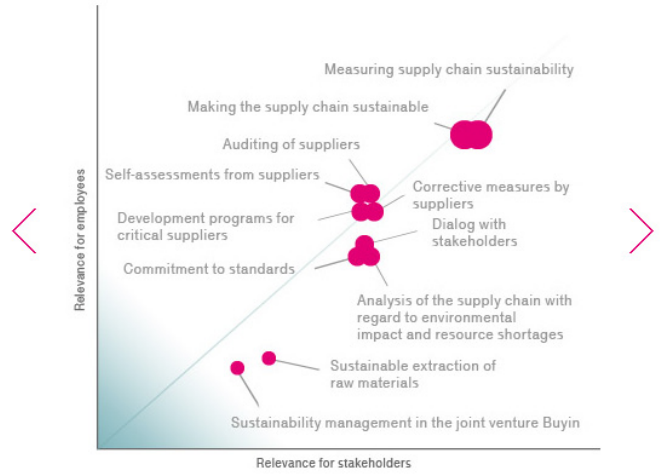 Measuring supply chain sustainability
Making the supply chain sustainable
Auditing of suppliers
Self-assessments from suppliers
Corrective measures by
suppliers
Development programs for
critical suppliers
Dialog with
stakeholders
Commitment to standards
Analysis of the supply chain with
regard to environmental
impact and resource shortages
Sustainable extraction of
raw materials
Sustainability management in the joint venture Buyin
Relevance for employees
Relevance for stakeholders